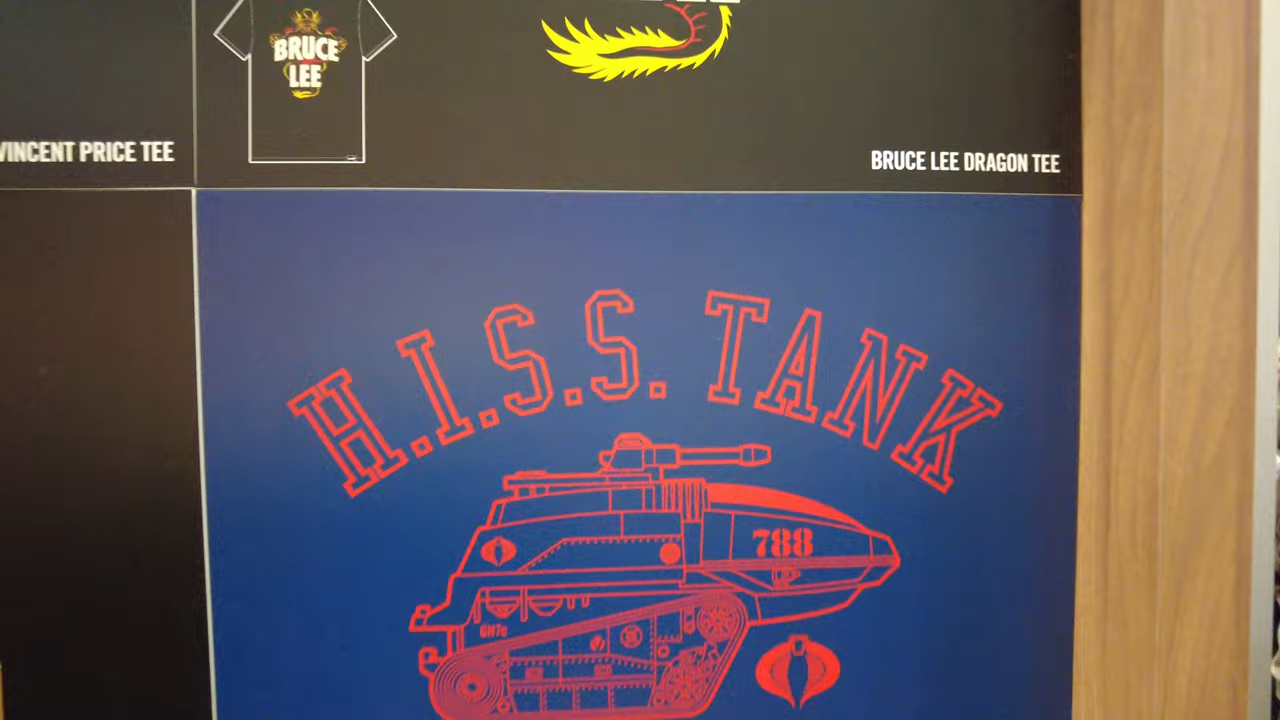 BRUCE
LEE
VINCENT PRICE TEE
BRUCE LEE DRAGON TEE
H.I.S.S. TANK
788